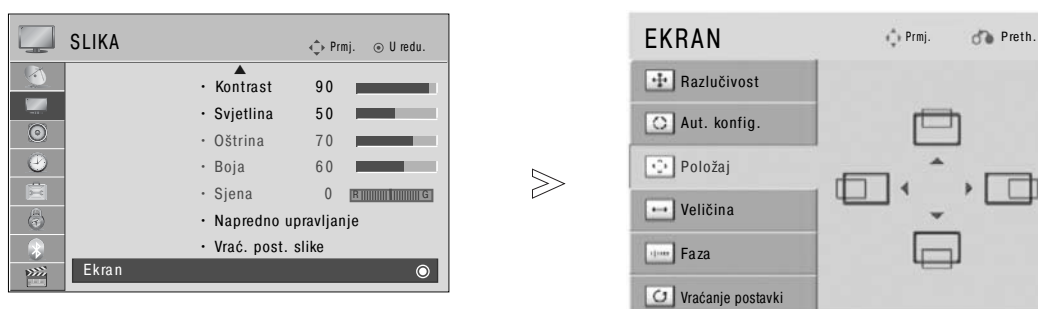 SLIKA
Prmj.
U redu.
· Kontrast 90
· Svjetlina 50
· Oštrina 70
· Boja 60
· Sjena 0 R G
· Napredno upravljanje
· Vrać. post. slike
Ekran
EKRAN
Prmj.
Preth.
Razlučivost
Aut. konfig.
Položaj
Veličina
Faza
Vraćanje postavki